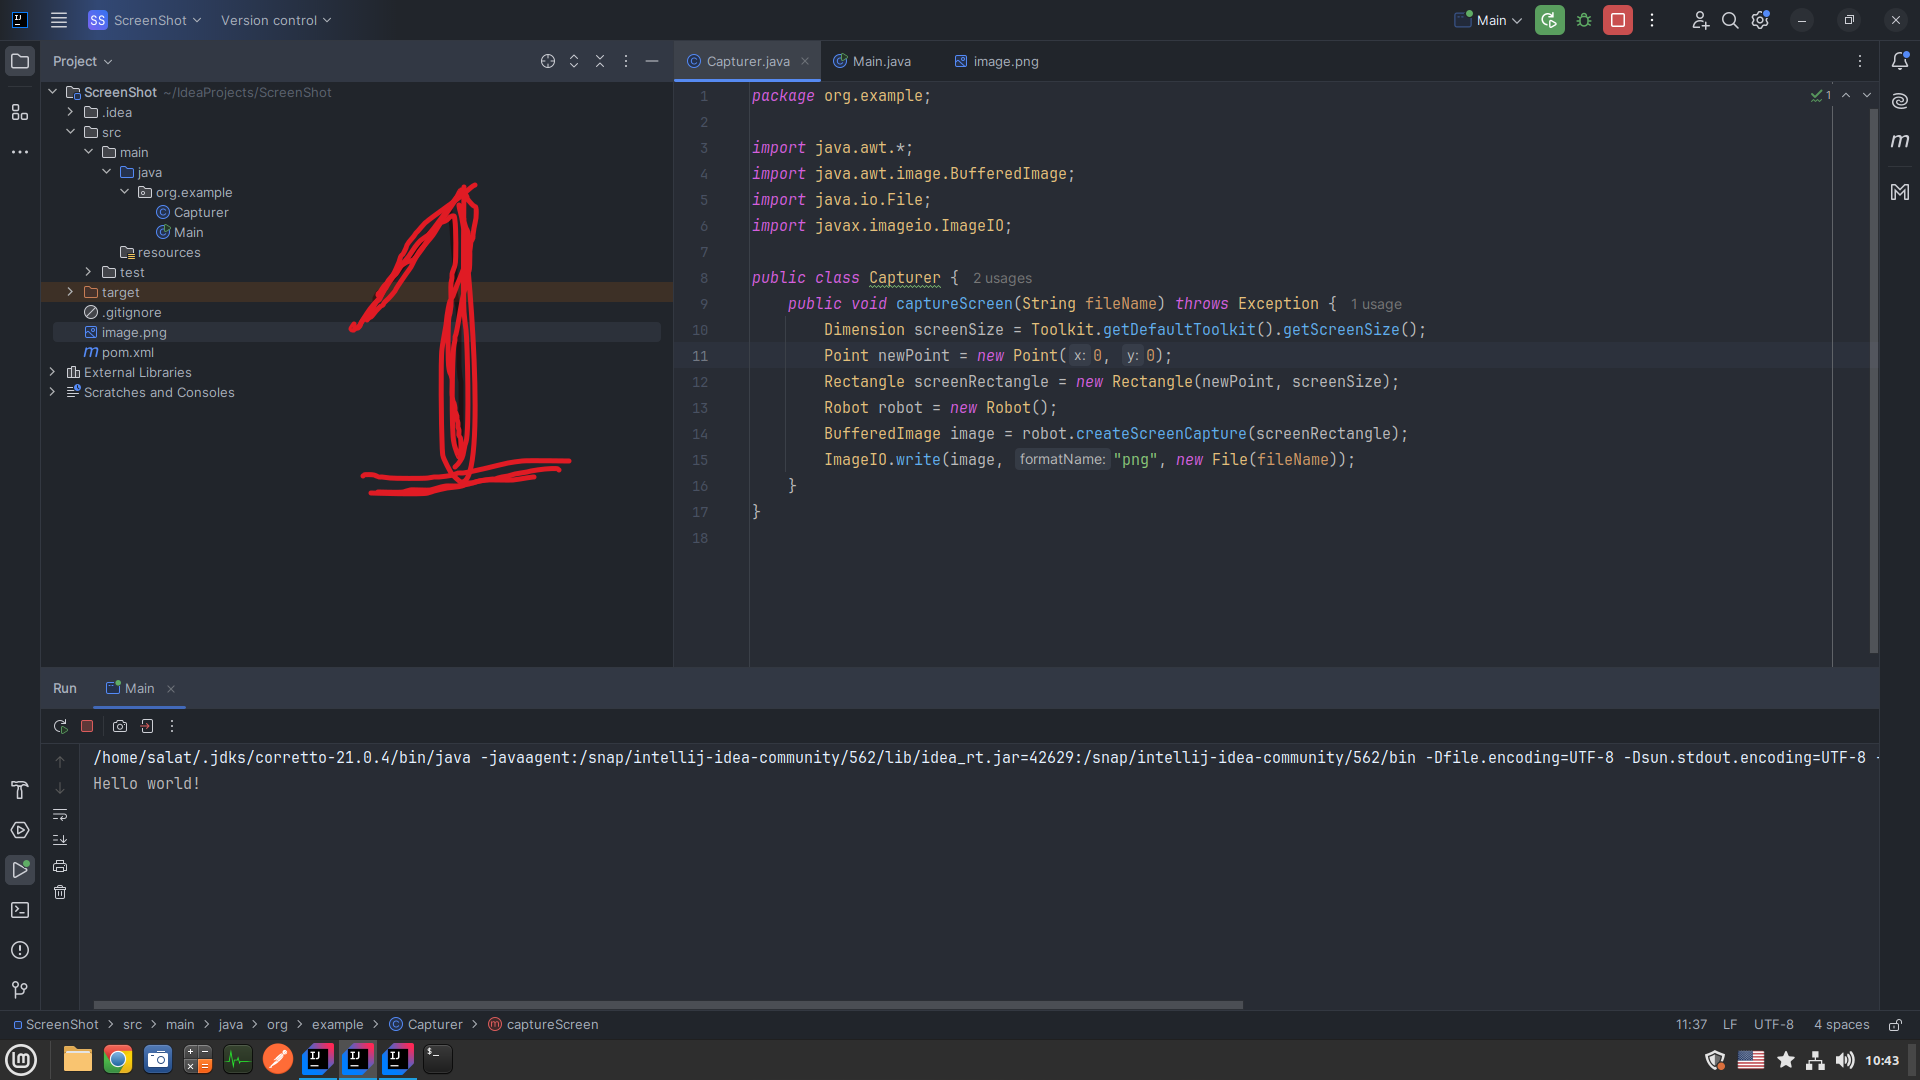 SS ScreenShot Version control Main
Project
Capturer.java Main.java image.png
ScreenShot ~/IdeaProjects/ScreenShot
.idea
src
main
java
org.example
Capturer
Main
resources
test
target
.gitignore
image.png
pom.xml
External Libraries
Scratches and Consoles
1
1 package org.example;
2
3 import java.awt.*;
4 import java.awt.image.BufferedImage;
5 import java.io.File;
6 import javax.imageio.ImageIO;
7
8 public class Capturer { 2 usages
9 public void captureScreen(String fileName) throws Exception { 1 usage
10 Dimension screenSize = Toolkit.getDefaultToolkit().getScreenSize();
11 Point newPoint = new Point( x: 0, y: 0);
12 Rectangle screenRectangle = new Rectangle(newPoint, screenSize);
13 Robot robot = new Robot();
14 BufferedImage image = robot.createScreenCapture(screenRectangle);
15 ImageIO.write(image, formatName: "png", new File(fileName));
16 }
17 }
18
1
Run Main
/home/salat/.jdks/corretto-21.0.4/bin/java -javaagent:/snap/intellij-idea-community/562/lib/idea_rt.jar=42629:/snap/intellij-idea-community/562/bin -Dfile.encoding=UTF-8 -Dsun.stdout.encoding=UTF-8 -
Hello world!
ScreenShot > src > main > java > org > example > Capturer > captureScreen 11:37 LF UTF-8 4 spaces
10:43